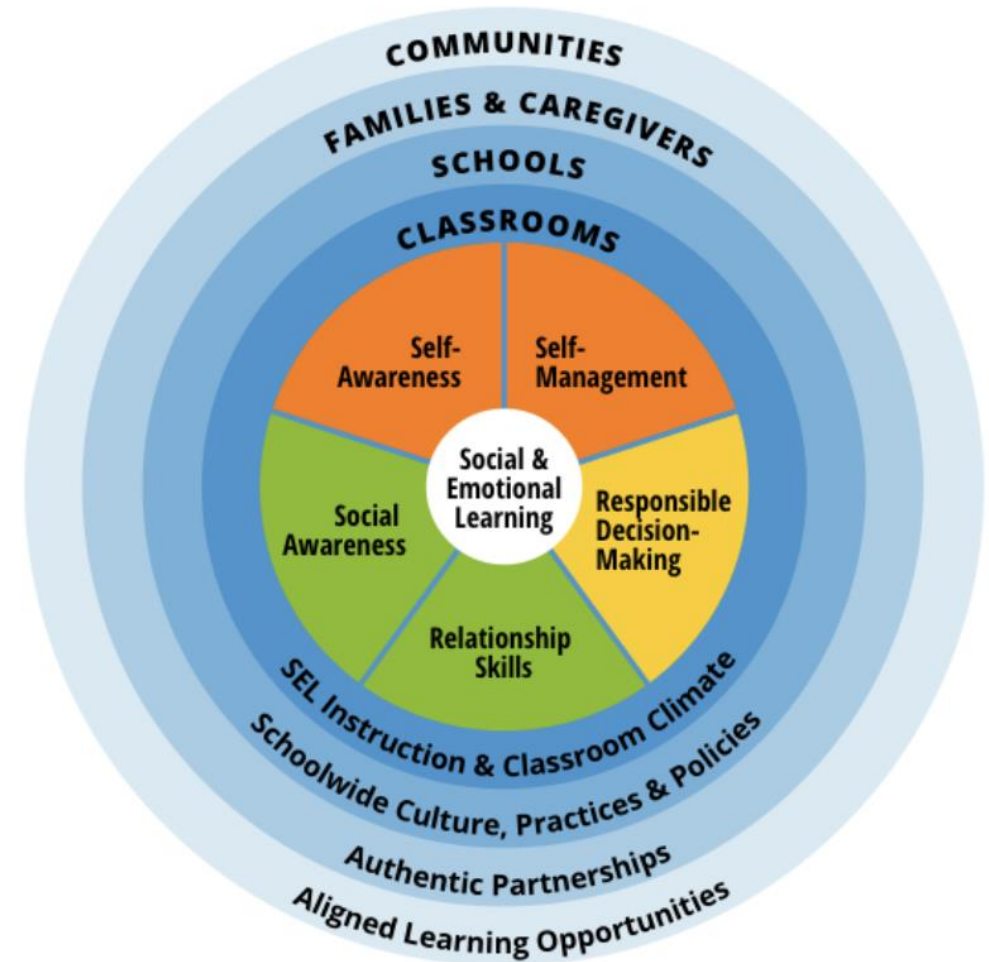 COMMUNITIES
FAMILIES & CAREGIVERS
SCHOOLS
CLASSROOMS
Self-
Awareness
Self-
Management
Social &
Emotional
Learning
Social
Awareness
Responsible
Decision-
Making
Relationship
Skills
SEL Instruction & Classroom Climate
Schoolwide Culture, Practices & Policies
Authentic Partnerships
Aligned Learning Opportunities